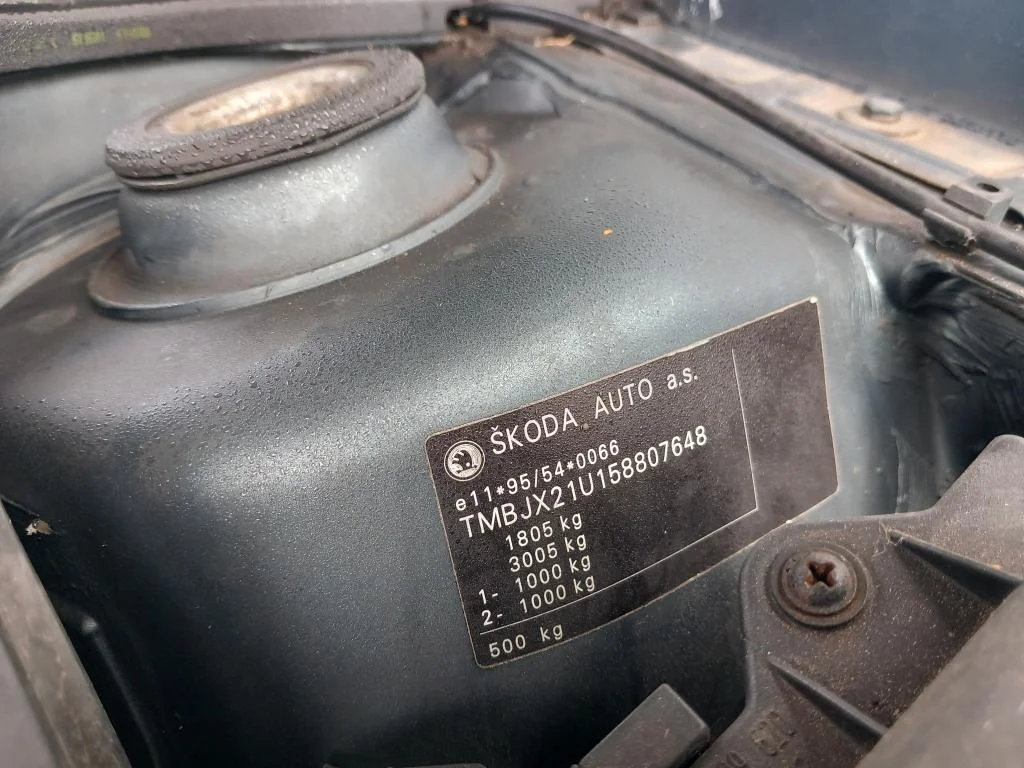 ŠKODA AUTO a.s.
e11*95/54*0066
TMBJX21U158807648
1805 kg
3005 kg
1- 1000 kg
2- 1000 kg
500 kg